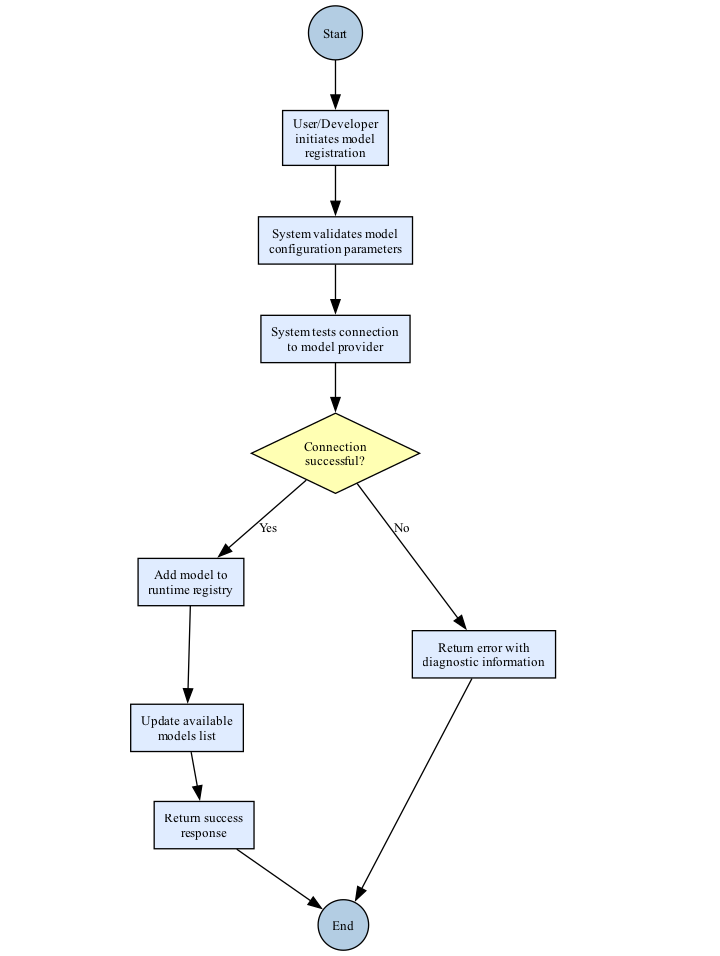 Start
User/Developer
initiates model
registration
System validates model
configuration parameters
System tests connection
to model provider
Connection
successful?
Yes
No
Add model to
runtime registry
Return error with
diagnostic information
Update available
models list
Return success
response
End